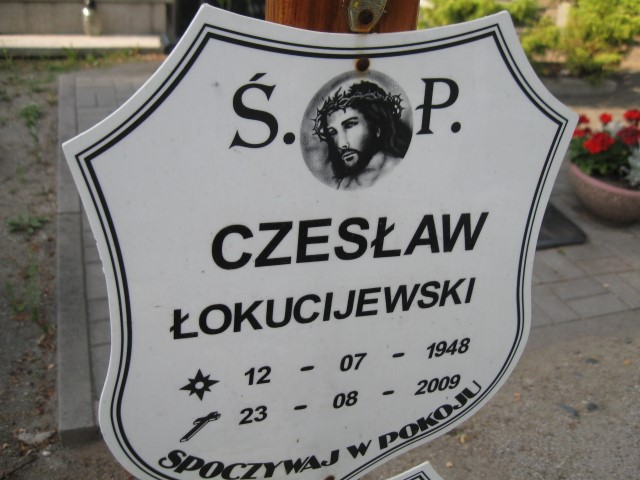 Ś. P.
CZESŁAW
ŁOKUCIJEWSKI
12 - 07 - 1948
23 - 08 - 2009
SPOCZYWAJ W POKOJU